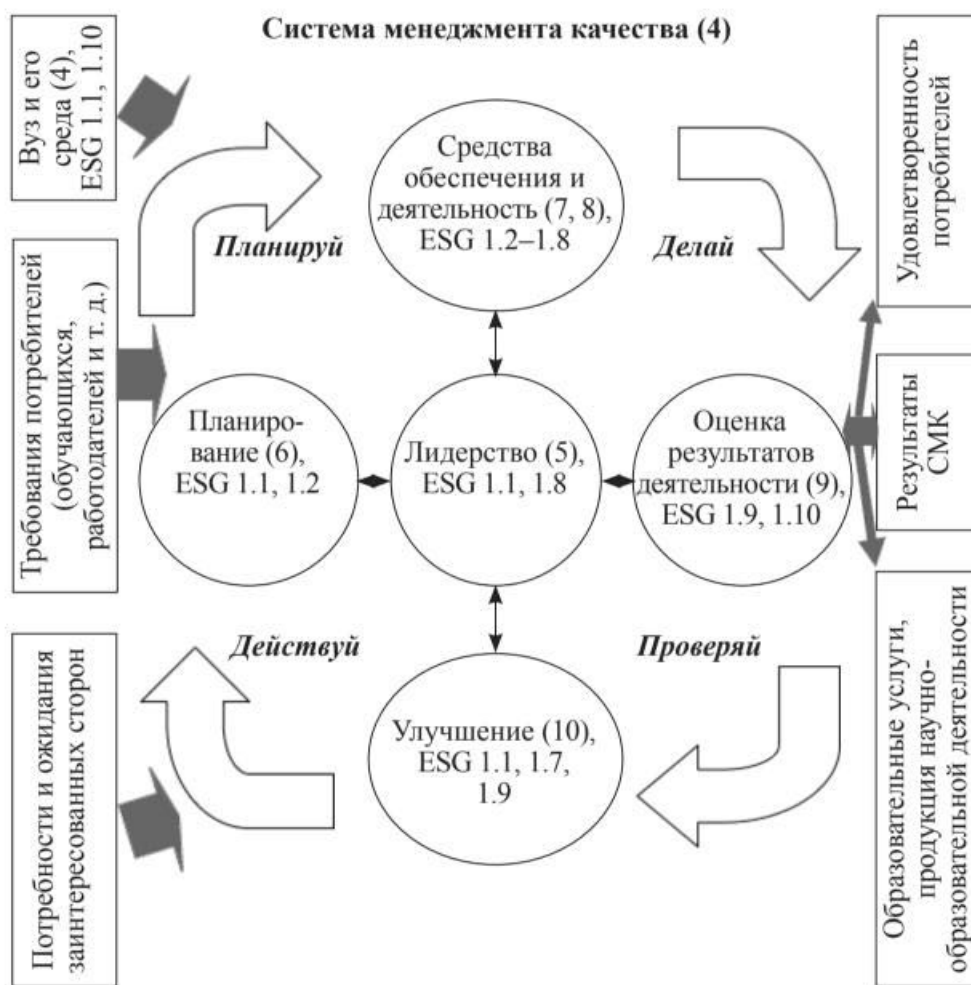 Система менеджмента качества (4)
Вуз и его
среда (4),
ESG 1.1, 1.10
Требования потребителей
(обучающихся,
работодателей и т. д.)
Потребности и ожидания
заинтересованных сторон
Планируй
Средства
обеспечения и
деятельность (7, 8),
ESG 1.2–1.8
Делай
Планиро-
вание (6),
ESG 1.1, 1.2
Лидерство (5),
ESG 1.1, 1.8
Оценка
результатов
деятельности (9),
ESG 1.9, 1.10
Действуй
Проверяй
Улучшение (10),
ESG 1.1, 1.7,
1.9
Удовлетворенность
потребителей
Результаты
СМК
Образовательные услуги,
продукция научно-
образовательной деятельности